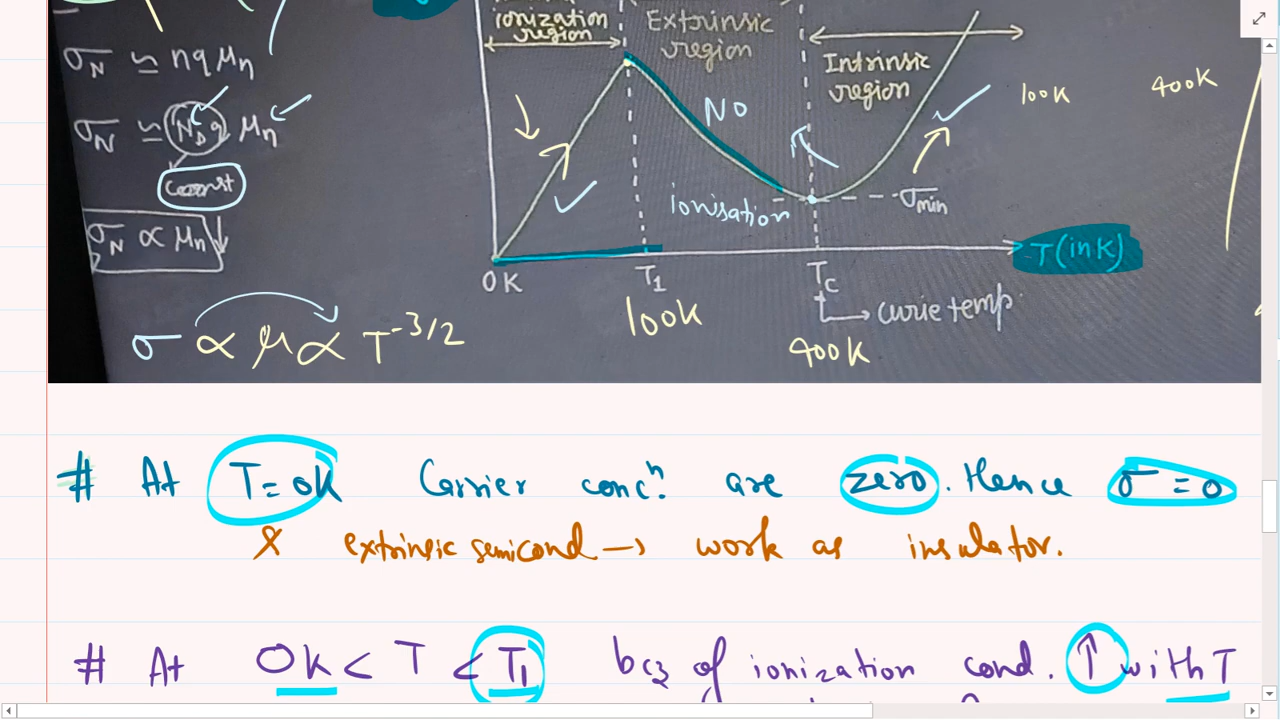 ionization
region
Extrinsic
region
Intrinsic
region
σN ≃ nqμn
σN ≃ NDq μn
const
σN ∝ μn ↓
NO
ionisation
σmin
100K
400K
T(in K)
0K
T1
Tc
curie temp.
100K
400K
σ ∝ μ ∝ T-3/2
# At T=0K Carrier concn. are zero. Hence σ = 0
& extrinsic semicond → work as insulator.
# At 0K < T < T1 bcz of ionization cond. ↑ with T